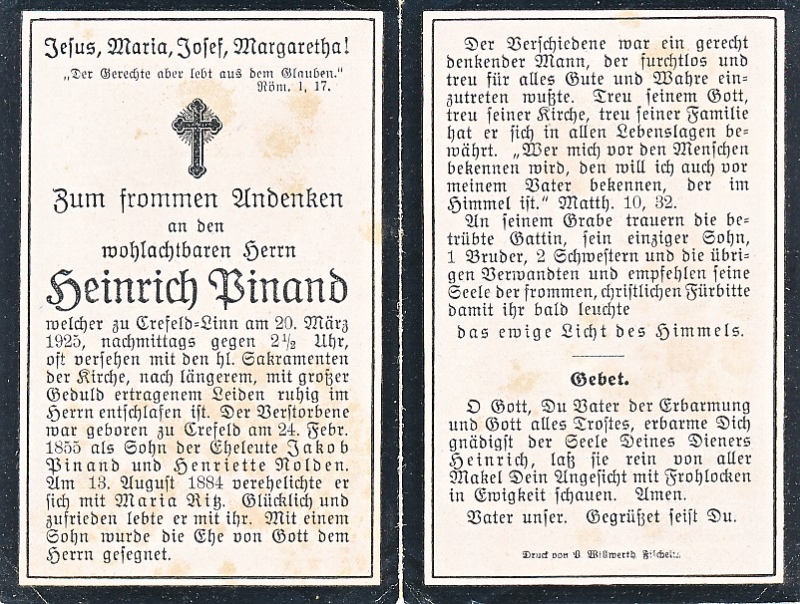 Jesus, Maria, Josef, Margaretha!
„Der Gerechte aber lebt aus dem Glauben."
Röm. 1, 17.
Zum frommen Andenken
an den
wohlachtbaren Herrn
Heinrich Pinand
welcher zu Crefeld-Linn am 20. März
1925, nachmittags gegen 2½ Uhr,
oft versehen mit den hl. Sakramenten
der Kirche, nach längerem, mit großer
Geduld ertragenem Leiden ruhig im
Herrn entschlafen ist. Der Verstorbene
war geboren zu Crefeld am 24. Febr.
1855 als Sohn der Eheleute Jakob
Pinand und Henriette Nolden.
Am 13. August 1884 verehelichte er
sich mit Maria Ritz. Glücklich und
zufrieden lebte er mit ihr. Mit einem
Sohn wurde die Ehe von Gott dem
Herrn gesegnet.
Der Verschiedene war ein gerecht
denkender Mann, der furchtlos und
treu für alles Gute und Wahre ein-
zutreten wußte. Treu seinem Gott,
treu seiner Kirche, treu seiner Familie
hat er sich in allen Lebenslagen be-
währt. „Wer mich vor den Menschen
bekennen wird, den will ich auch vor
meinem Vater bekennen, der im
Himmel ist." Matth. 10, 32.
An seinem Grabe trauern die be-
trübte Gattin, sein einziger Sohn,
1 Bruder, 2 Schwestern und die übri-
gen Verwandten und empfehlen seine
Seele der frommen, christlichen Fürbitte
damit ihr bald leuchte
das ewige Licht des Himmels.
Gebet.
O Gott, Du Vater der Erbarmung
und Gott alles Trostes, erbarme Dich
gnädigst der Seele Deines Dieners
Heinrich, laß sie rein von aller
Makel Dein Angesicht mit Frohlocken
in Ewigkeit schauen. Amen.
Vater unser. Gegrüßet seist Du.
Druck von Wißwerth,